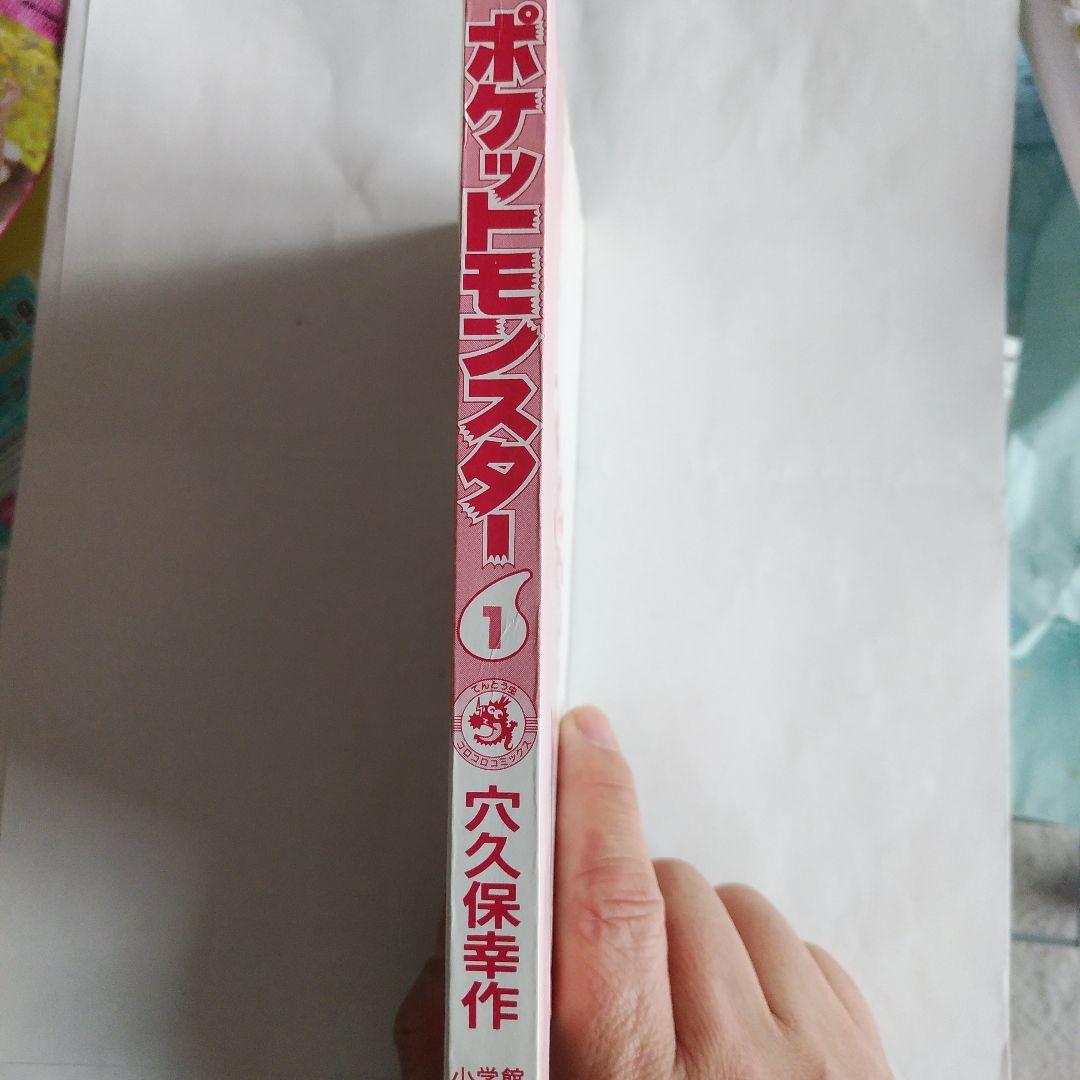 ポケットモンスター
1
てんとう虫
コロコロコミックス
穴久保幸作
小学館